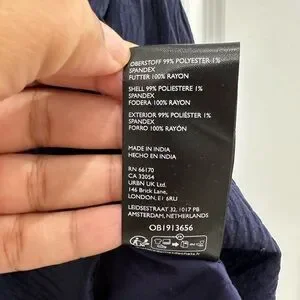 OBERSTOFF 99% POLYESTER 1%
SPANDEX
FUTTER 100% RAYON
SHELL 99% POLIESTERE 1%
SPANDEX
FODERA 100% RAYON
EXTERIOR 99% POLIÉSTER 1%
SPANDEX
FORRO 100% RAYON
MADE IN INDIA
HECHO EN INDIA
RN 66170
CA 32054
URBN UK Ltd.
146 Brick Lane,
LONDON, E1 6RU
LEIDSESTRAAT 32, 1017 PB
AMSTERDAM, NETHERLANDS
OB1913656